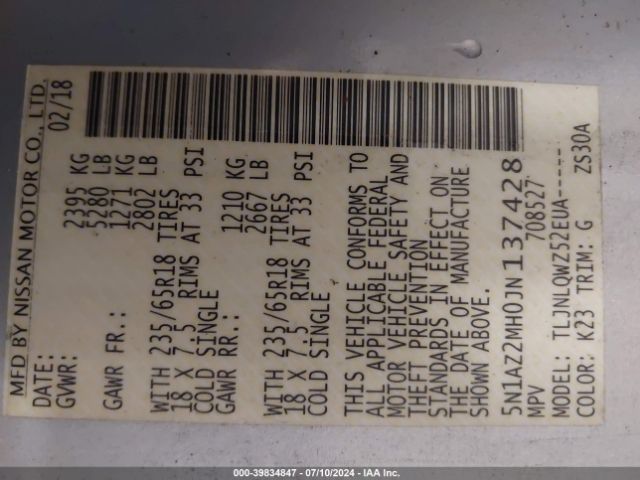 MFD BY NISSAN MOTOR CO., LTD.
DATE: 02/18
GVWR: 2395 KG
5280 LB
GAWR FR.: 1271 KG
2802 LB
WITH 235/65R18 TIRES
18 X 7.5 RIMS AT 33 PSI
COLD SINGLE
GAWR RR.: 1210 KG
2667 LB
WITH 235/65R18 TIRES
18 X 7.5 RIMS AT 33 PSI
COLD SINGLE
THIS VEHICLE CONFORMS TO
ALL APPLICABLE FEDERAL
MOTOR VEHICLE SAFETY AND
THEFT PREVENTION
STANDARDS IN EFFECT ON
THE DATE OF MANUFACTURE
SHOWN ABOVE.
5N1AZ2MH0JN137428
MPV 708527
MODEL: TLJNLQWZ52EUA-----
COLOR: K23 TRIM: G ZS30A
000-39834847 - 07/10/2024 - IAA Inc.